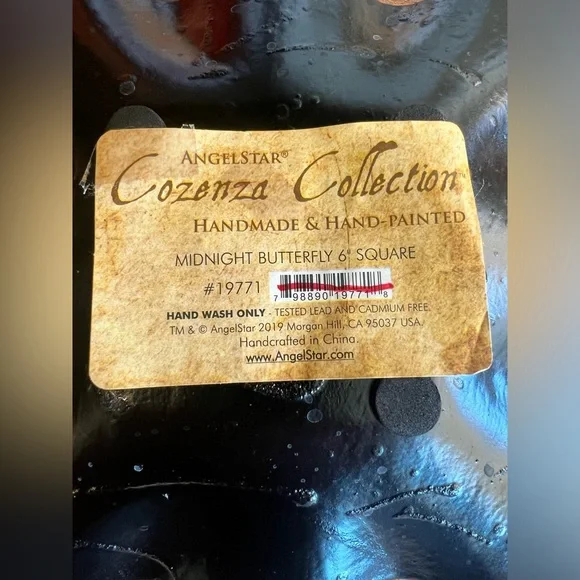 ANGELSTAR®
Cozenza Collection™
HANDMADE & HAND-PAINTED
MIDNIGHT BUTTERFLY 6" SQUARE
#19771
7 98890 19771 8
HAND WASH ONLY - TESTED LEAD AND CADMIUM FREE.
TM & © AngelStar 2019 Morgan Hill, CA 95037 USA.
Handcrafted in China.
www.AngelStar.com